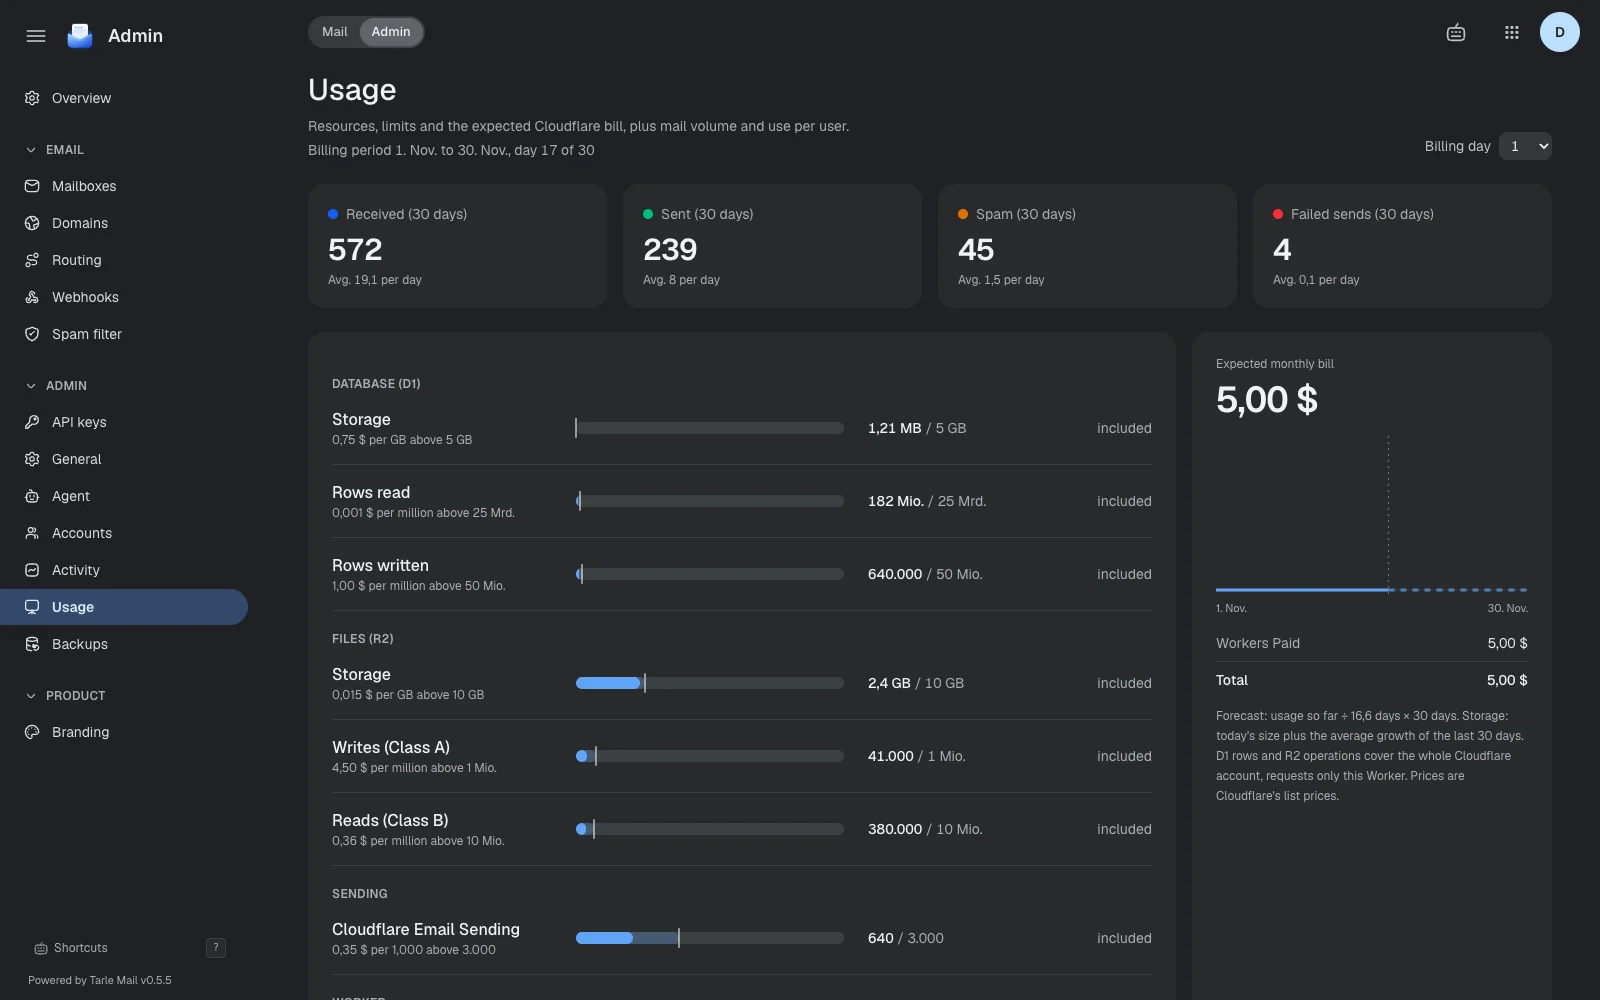 Admin
Mail
Admin
D
Overview
EMAIL
Mailboxes
Domains
Routing
Webhooks
Spam filter
ADMIN
API keys
General
Agent
Accounts
Activity
Usage
Backups
PRODUCT
Branding
Shortcuts
?
Powered by Tarle Mail v0.5.5
Usage
Resources, limits and the expected Cloudflare bill, plus mail volume and use per user.
Billing period 1. Nov. to 30. Nov., day 17 of 30
Billing day
1
Received (30 days)
572
Avg. 19,1 per day
Sent (30 days)
239
Avg. 8 per day
Spam (30 days)
45
Avg. 1,5 per day
Failed sends (30 days)
4
Avg. 0,1 per day
DATABASE (D1)
Storage
0,75 $ per GB above 5 GB
1,21 MB / 5 GB
included
Rows read
0,001 $ per million above 25 Mrd.
182 Mio. / 25 Mrd.
included
Rows written
1,00 $ per million above 50 Mio.
640.000 / 50 Mio.
included
FILES (R2)
Storage
0,015 $ per GB above 10 GB
2,4 GB / 10 GB
included
Writes (Class A)
4,50 $ per million above 1 Mio.
41.000 / 1 Mio.
included
Reads (Class B)
0,36 $ per million above 10 Mio.
380.000 / 10 Mio.
included
SENDING
Cloudflare Email Sending
0,35 $ per 1,000 above 3.000
640 / 3.000
included
WORKER
Expected monthly bill
5,00 $
1. Nov.
30. Nov.
Workers Paid
5,00 $
Total
5,00 $
Forecast: usage so far ÷ 16,6 days × 30 days. Storage:
today's size plus the average growth of the last 30 days.
D1 rows and R2 operations cover the whole Cloudflare
account, requests only this Worker. Prices are
Cloudflare's list prices.